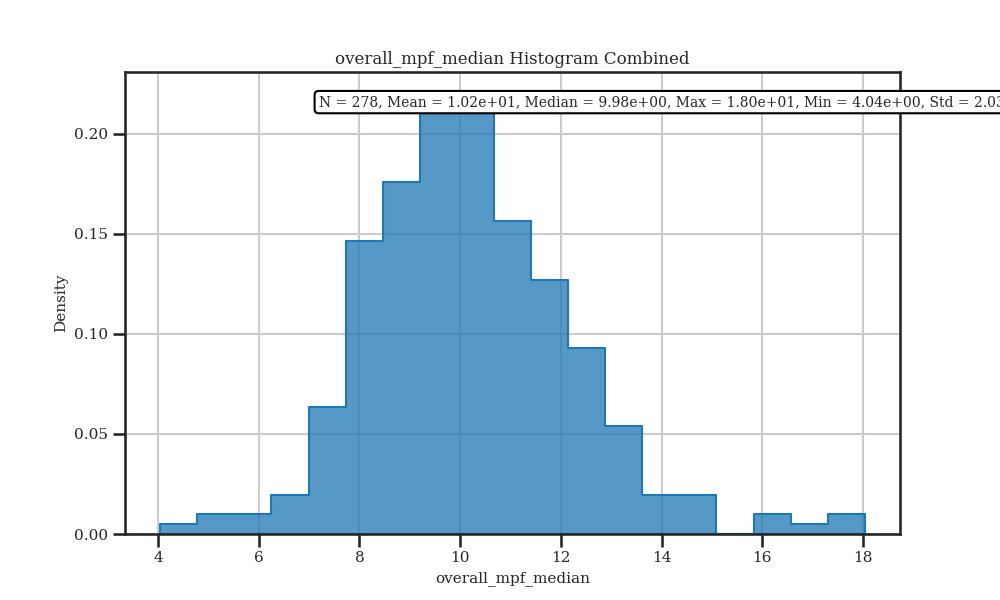 overall_mpf_median Histogram Combined
N = 278, Mean = 1.02e+01, Median = 9.98e+00, Max = 1.80e+01, Min = 4.04e+00, Std = 2.03
0.20
0.15
0.10
0.05
0.00
Density
4 6 8 10 12 14 16 18
overall_mpf_median